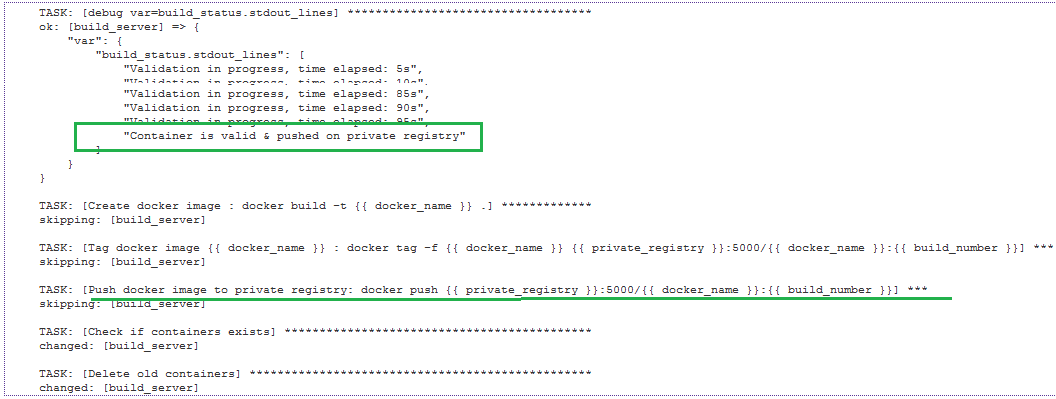 TASK: [debug var=build_status.stdout_lines] ***********************************
ok: [build_server] => {
"var": {
"build_status.stdout_lines": [
"Validation in progress, time elapsed: 5s",
"Validation in progress, time elapsed: 10s",
"Validation in progress, time elapsed: 85s",
"Validation in progress, time elapsed: 90s",
"Validation in progress, time elapsed: 95s",
"Container is valid & pushed on private registry"
]
}
}
TASK: [Create docker image : docker build -t {{ docker_name }} .] *************
skipping: [build_server]
TASK: [Tag docker image {{ docker_name }} : docker tag -f {{ docker_name }} {{ private_registry }}:5000/{{ docker_name }}:{{ build_number }}] ***
skipping: [build_server]
TASK: [Push docker image to private registry: docker push {{ private_registry }}:5000/{{ docker_name }}:{{ build_number }}] ***
skipping: [build_server]
TASK: [Check if containers exists] ********************************************
changed: [build_server]
TASK: [Delete old containers] *************************************************
changed: [build_server]